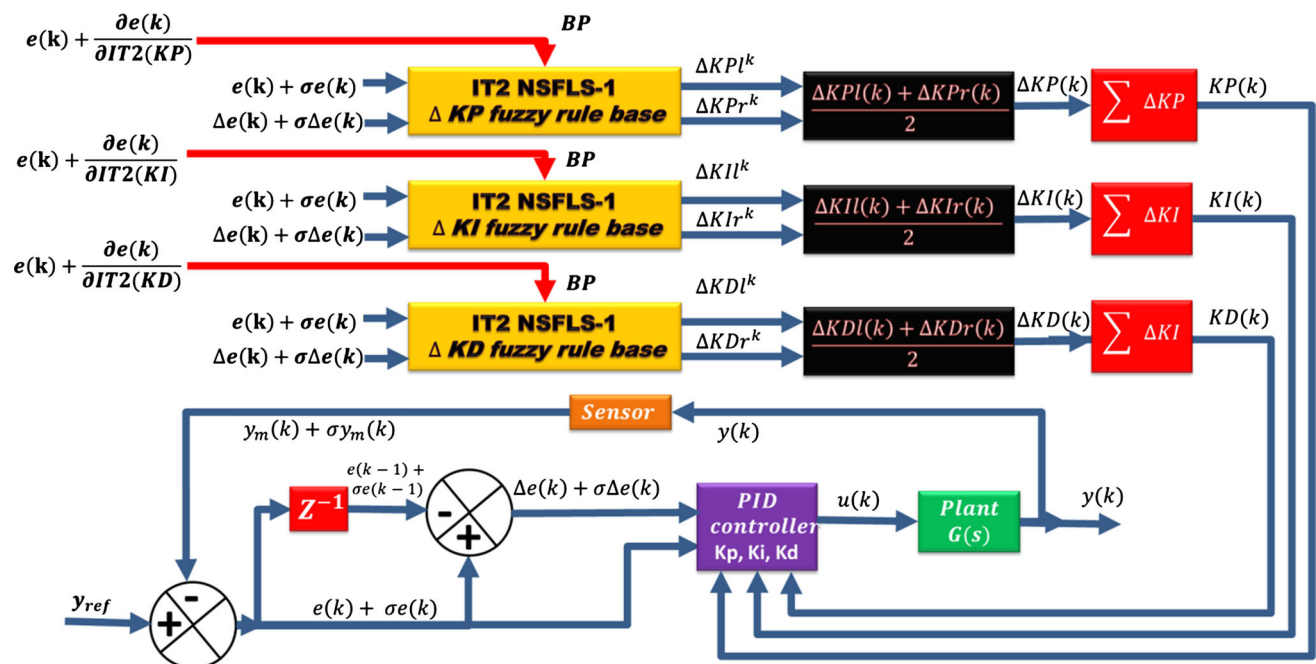 e(k) + ∂e(k)/∂IT2(KP)
BP
e(k) + σe(k)
Δe(k) + σΔe(k)
IT2 NSFLS-1
Δ KP fuzzy rule base
ΔKPl^k
ΔKPr^k
ΔKPl(k) + ΔKPr(k)
2
ΔKP(k)
∑ ΔKP
KP(k)
e(k) + ∂e(k)/∂IT2(KI)
BP
e(k) + σe(k)
Δe(k) + σΔe(k)
IT2 NSFLS-1
Δ KI fuzzy rule base
ΔKIl^k
ΔKIr^k
ΔKIl(k) + ΔKIr(k)
2
ΔKI(k)
∑ ΔKI
KI(k)
e(k) + ∂e(k)/∂IT2(KD)
BP
e(k) + σe(k)
Δe(k) + σΔe(k)
IT2 NSFLS-1
Δ KD fuzzy rule base
ΔKDl^k
ΔKDr^k
ΔKDl(k) + ΔKDr(k)
2
ΔKD(k)
∑ ΔKI
KD(k)
Sensor
y_m(k) + σy_m(k)
y(k)
e(k − 1) +
σe(k − 1)
Z^−1
-
+
Δe(k) + σΔe(k)
PID
controller
Kp, Ki, Kd
u(k)
Plant
G(s)
y(k)
y_ref
-
+
e(k) + σe(k)